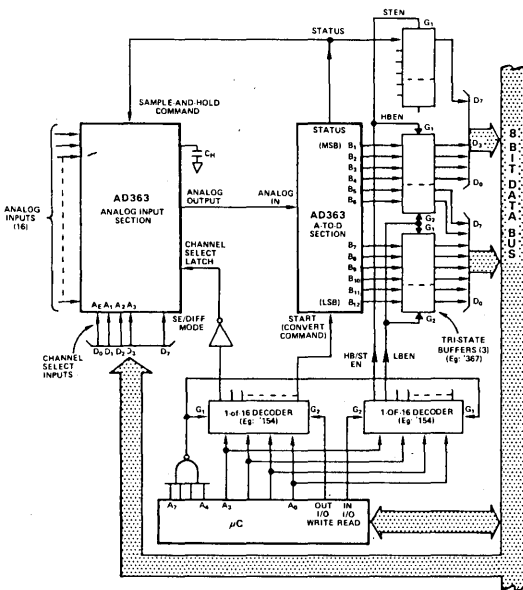 STEN
STATUS
G1
D7
SAMPLE-AND-HOLD
COMMAND
HBEN
STATUS
G1
CH
(MSB)
B1
B2
B3
B4
B5
B6
D3
D0
AD363
ANALOG INPUT
SECTION
ANALOG
OUTPUT
ANALOG
IN
AD363
A-TO-D
SECTION
G2
G1
D7
ANALOG
INPUTS
(16)
B7
B8
B9
B10
B11
(LSB)
B12
D0
G2
8 BIT DATA BUS
CHANNEL
SELECT
LATCH
AE A1 A2 A3
SE/DIFF
MODE
START
(CONVERT
COMMAND)
TRI-STATE
BUFFERS (3)
(Eg: '367)
CHANNEL
SELECT
INPUTS
D0 D1 D2 D3
D7
HB/ST
EN
LBEN
G1
1-of-16 DECODER
(Eg: '154)
G2
G2
1-OF-16 DECODER
(Eg: '154)
G1
A7
A4
A3
A0
OUT
I/O
WRITE
IN
I/O
READ
μC